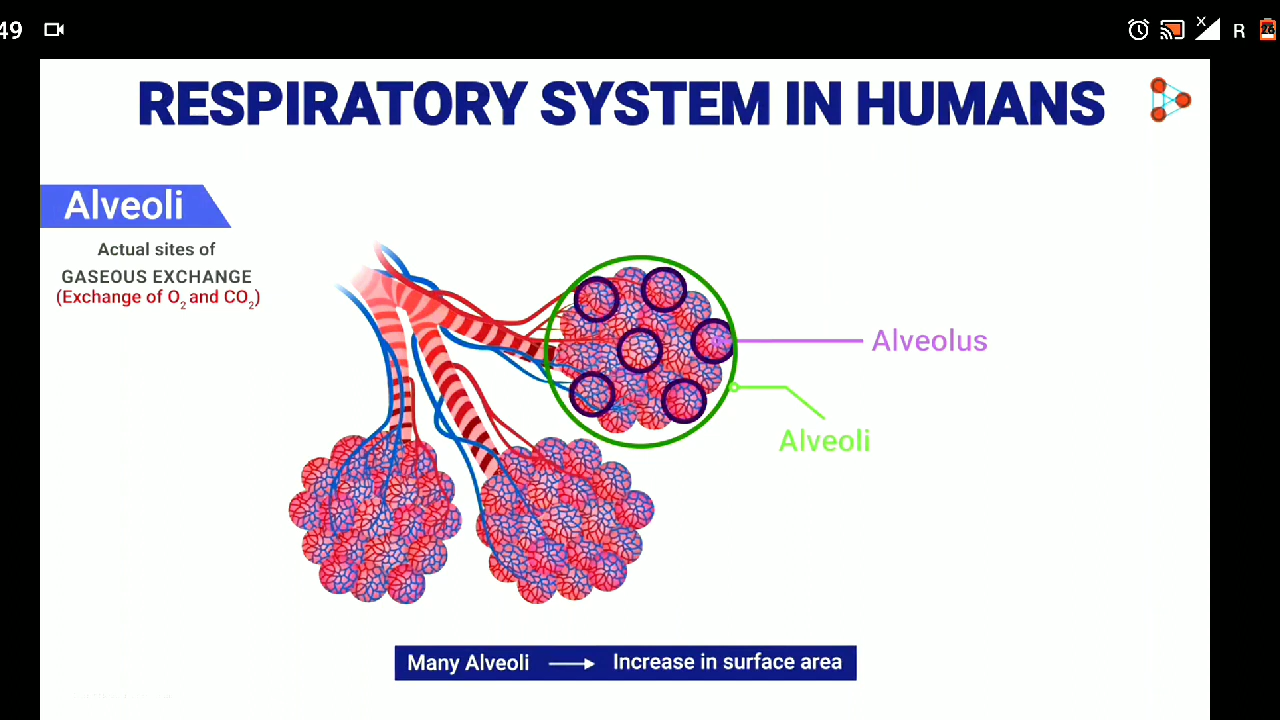 49
R
26
RESPIRATORY SYSTEM IN HUMANS
Alveoli
Actual sites of
GASEOUS EXCHANGE
(Exchange of O₂ and CO₂)
Alveolus
Alveoli
Many Alveoli → Increase in surface area